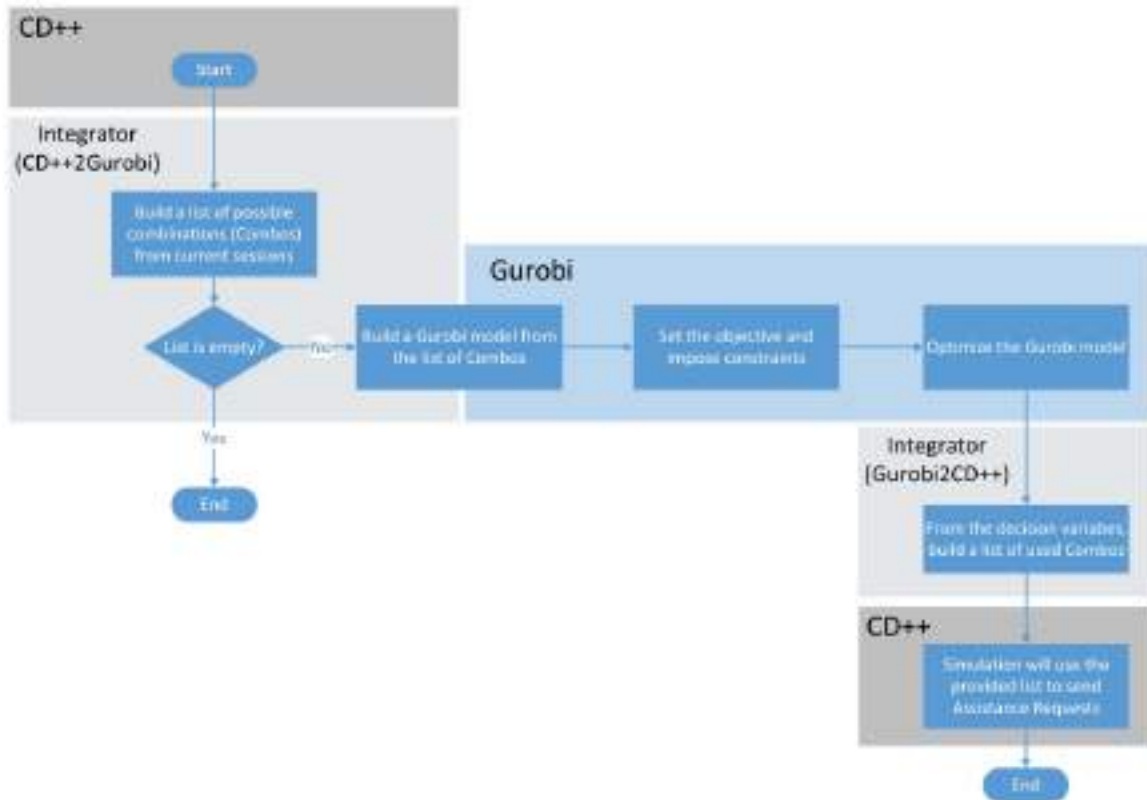 CD++
Start
Integrator
(CD++2Gurobi)
Build a list of possible
combinations (Combos)
from current sessions
List is empty?
No
Yes
End
Gurobi
Build a Gurobi model from
the list of Combos
Set the objective and
impose constraints
Optimize the Gurobi model
Integrator
(Gurobi2CD++)
From the decision variabes,
build a list of used Combos
CD++
Simulation will use the
provided list to send
Assistance Requests
End